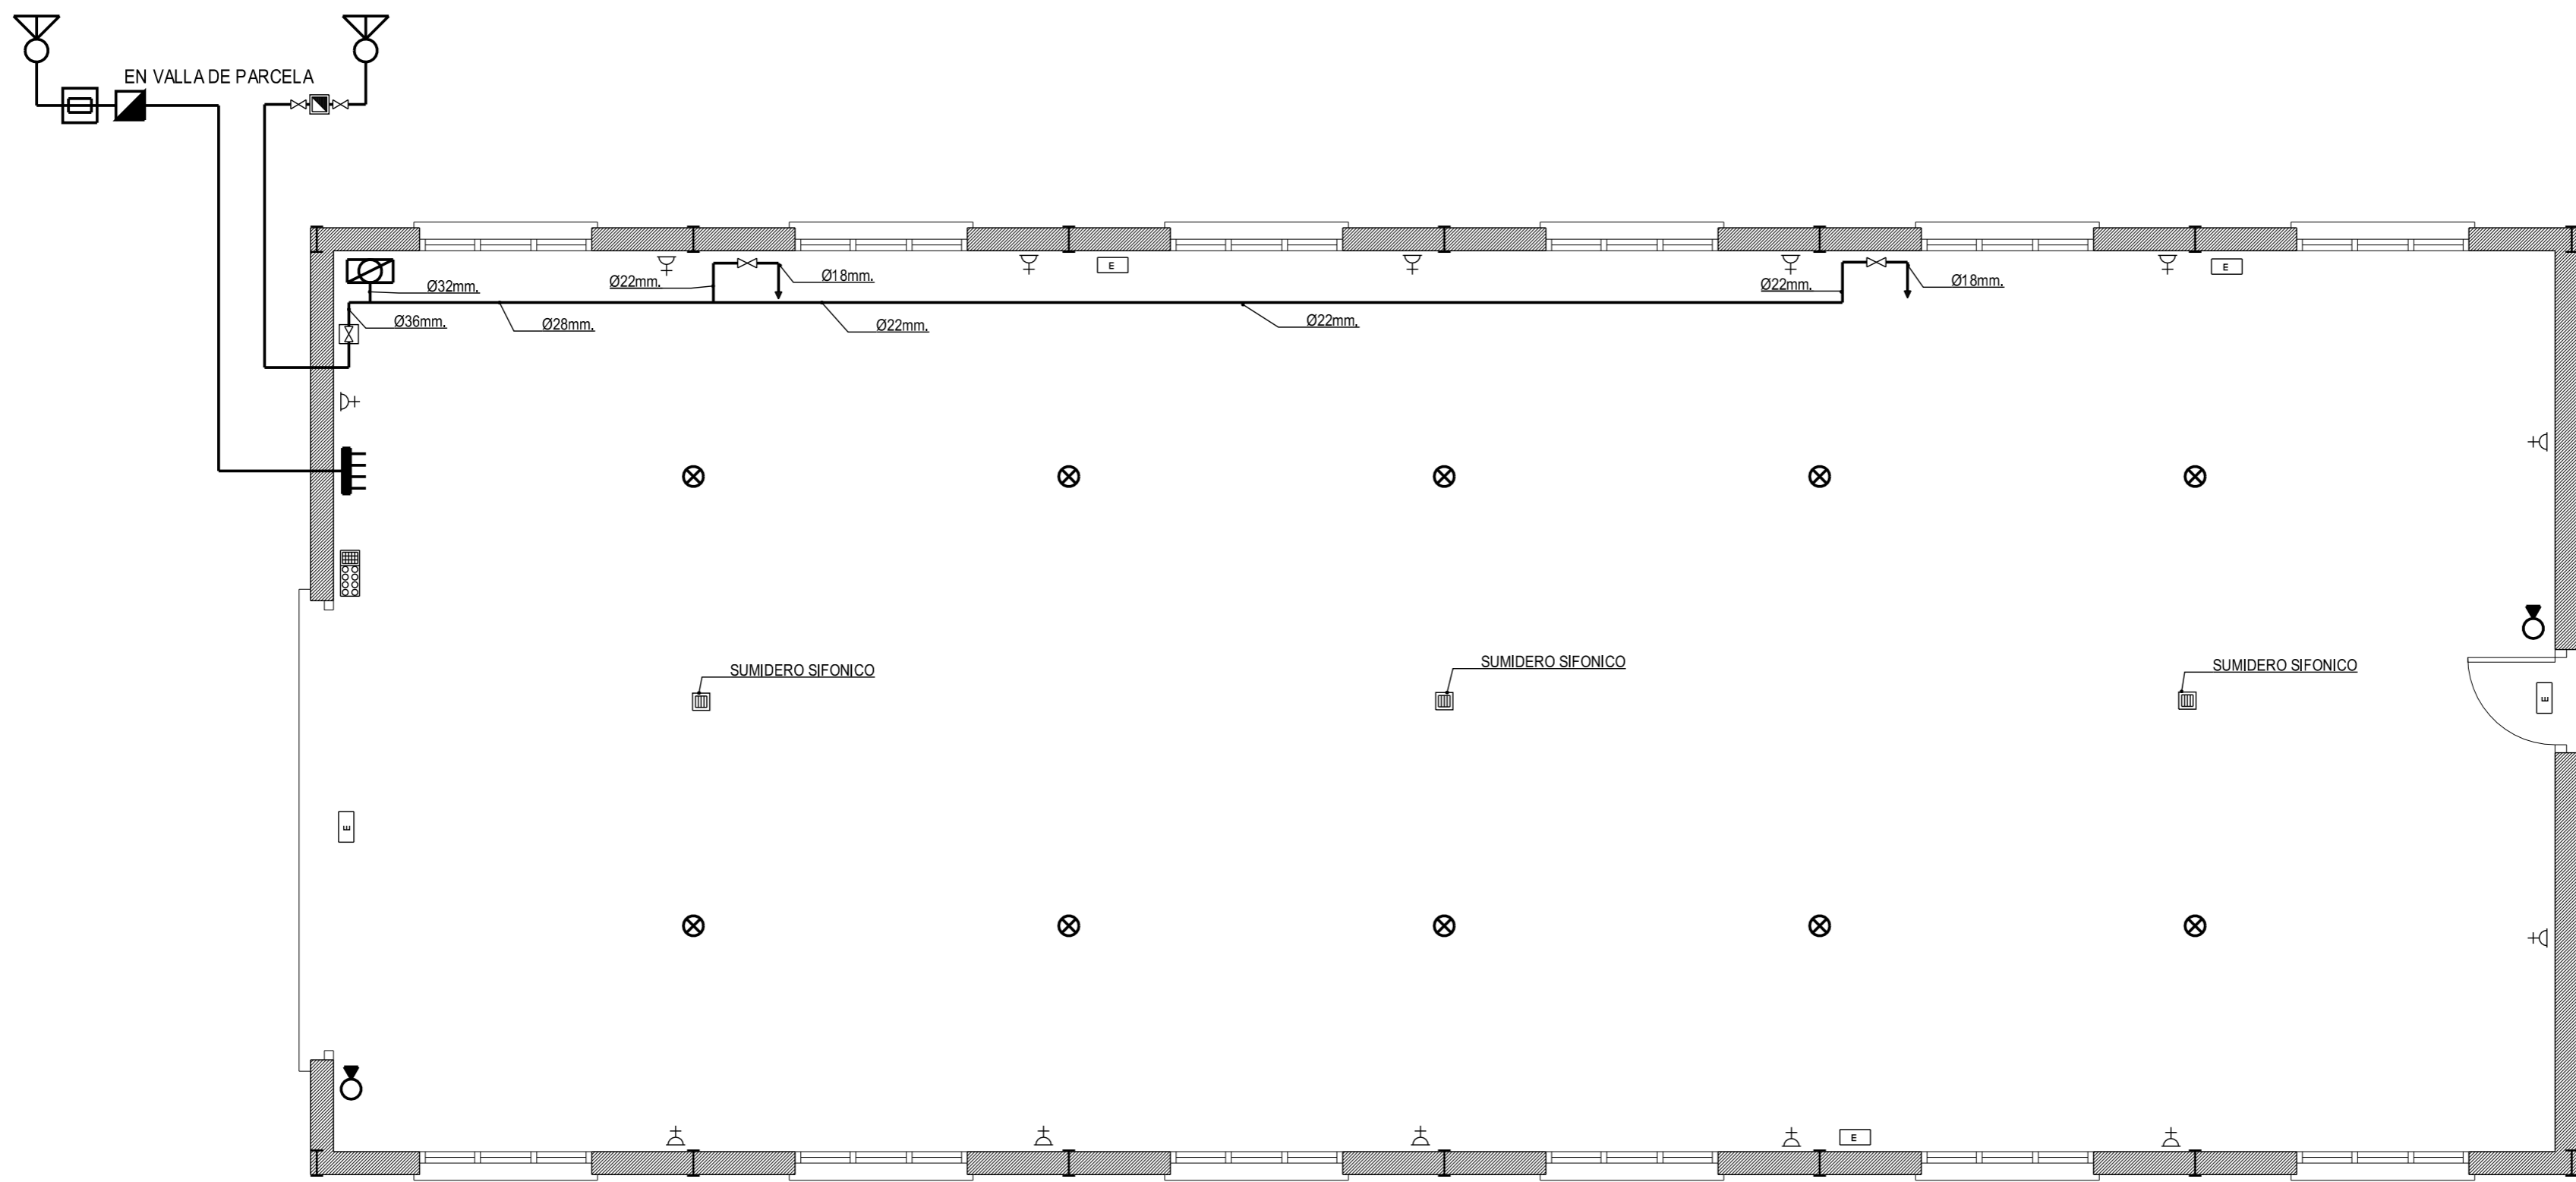 EN VALLA DE PARCELA
E
E
Ø32mm.
Ø22mm.
Ø18mm.
Ø22mm.
Ø18mm.
Ø36mm.
Ø28mm.
Ø22mm.
Ø22mm.
SUMIDERO SIFONICO
SUMIDERO SIFONICO
SUMIDERO SIFONICO
E
E
E